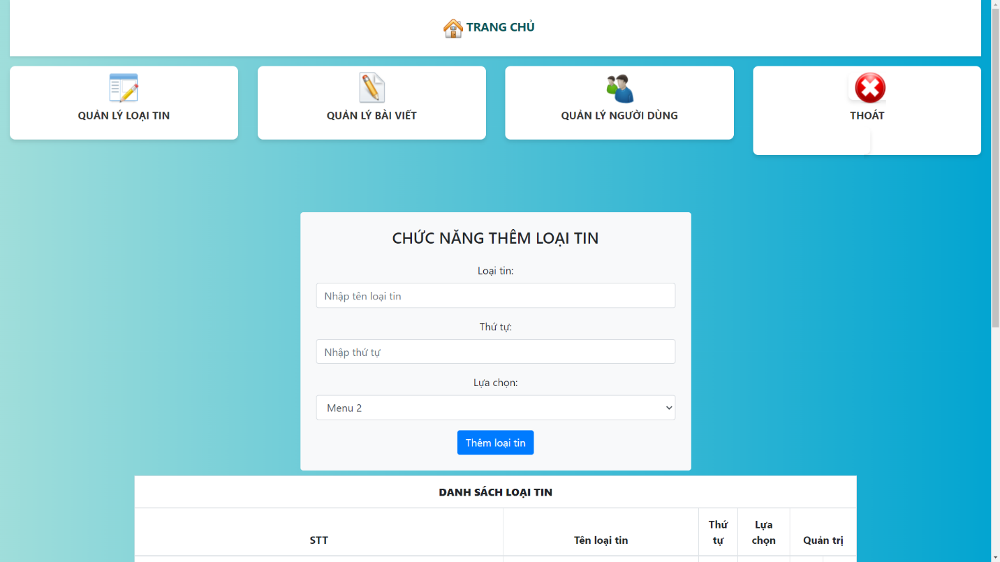 TRANG CHỦ
QUẢN LÝ LOẠI TIN
QUẢN LÝ BÀI VIẾT
QUẢN LÝ NGƯỜI DÙNG
THOÁT
CHỨC NĂNG THÊM LOẠI TIN
Loại tin:
Nhập tên loại tin
Thứ tự:
Nhập thứ tự
Lựa chọn:
Menu 2
Thêm loại tin
DANH SÁCH LOẠI TIN
STT
Tên loại tin
Thứ
tự
Lựa
chọn
Quản trị